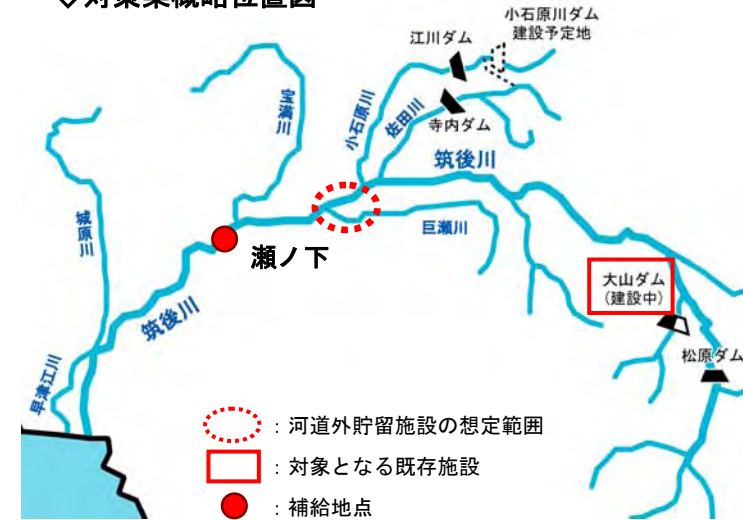 ◇対策案概略位置図
小石原川ダム
建設予定地
江川ダム
宝満川
小石原川
佐田川
寺内ダム
筑後川
城原川
巨瀬川
瀬ノ下
大山ダム
(建設中)
筑後川
松原ダム
早津江川
：河道外貯留施設の想定範囲
：対象となる既存施設
：補給地点